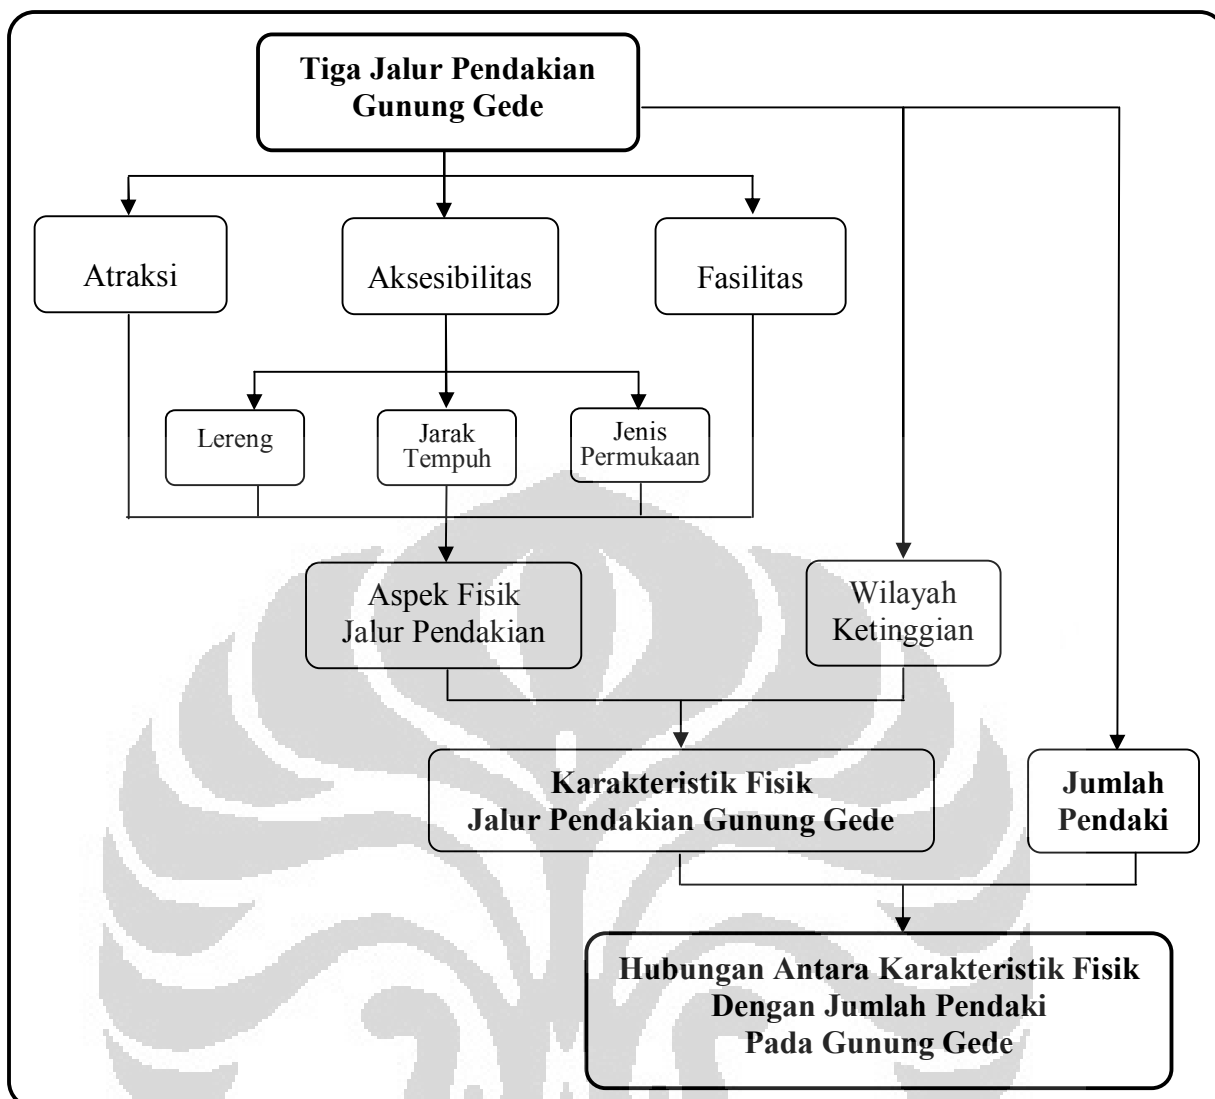 Tiga Jalur Pendakian
Gunung Gede
Atraksi
Aksesibilitas
Fasilitas
Lereng
Jarak
Tempuh
Jenis
Permukaan
Aspek Fisik
Jalur Pendakian
Wilayah
Ketinggian
Karakteristik Fisik
Jalur Pendakian Gunung Gede
Jumlah
Pendaki
Hubungan Antara Karakteristik Fisik
Dengan Jumlah Pendaki
Pada Gunung Gede